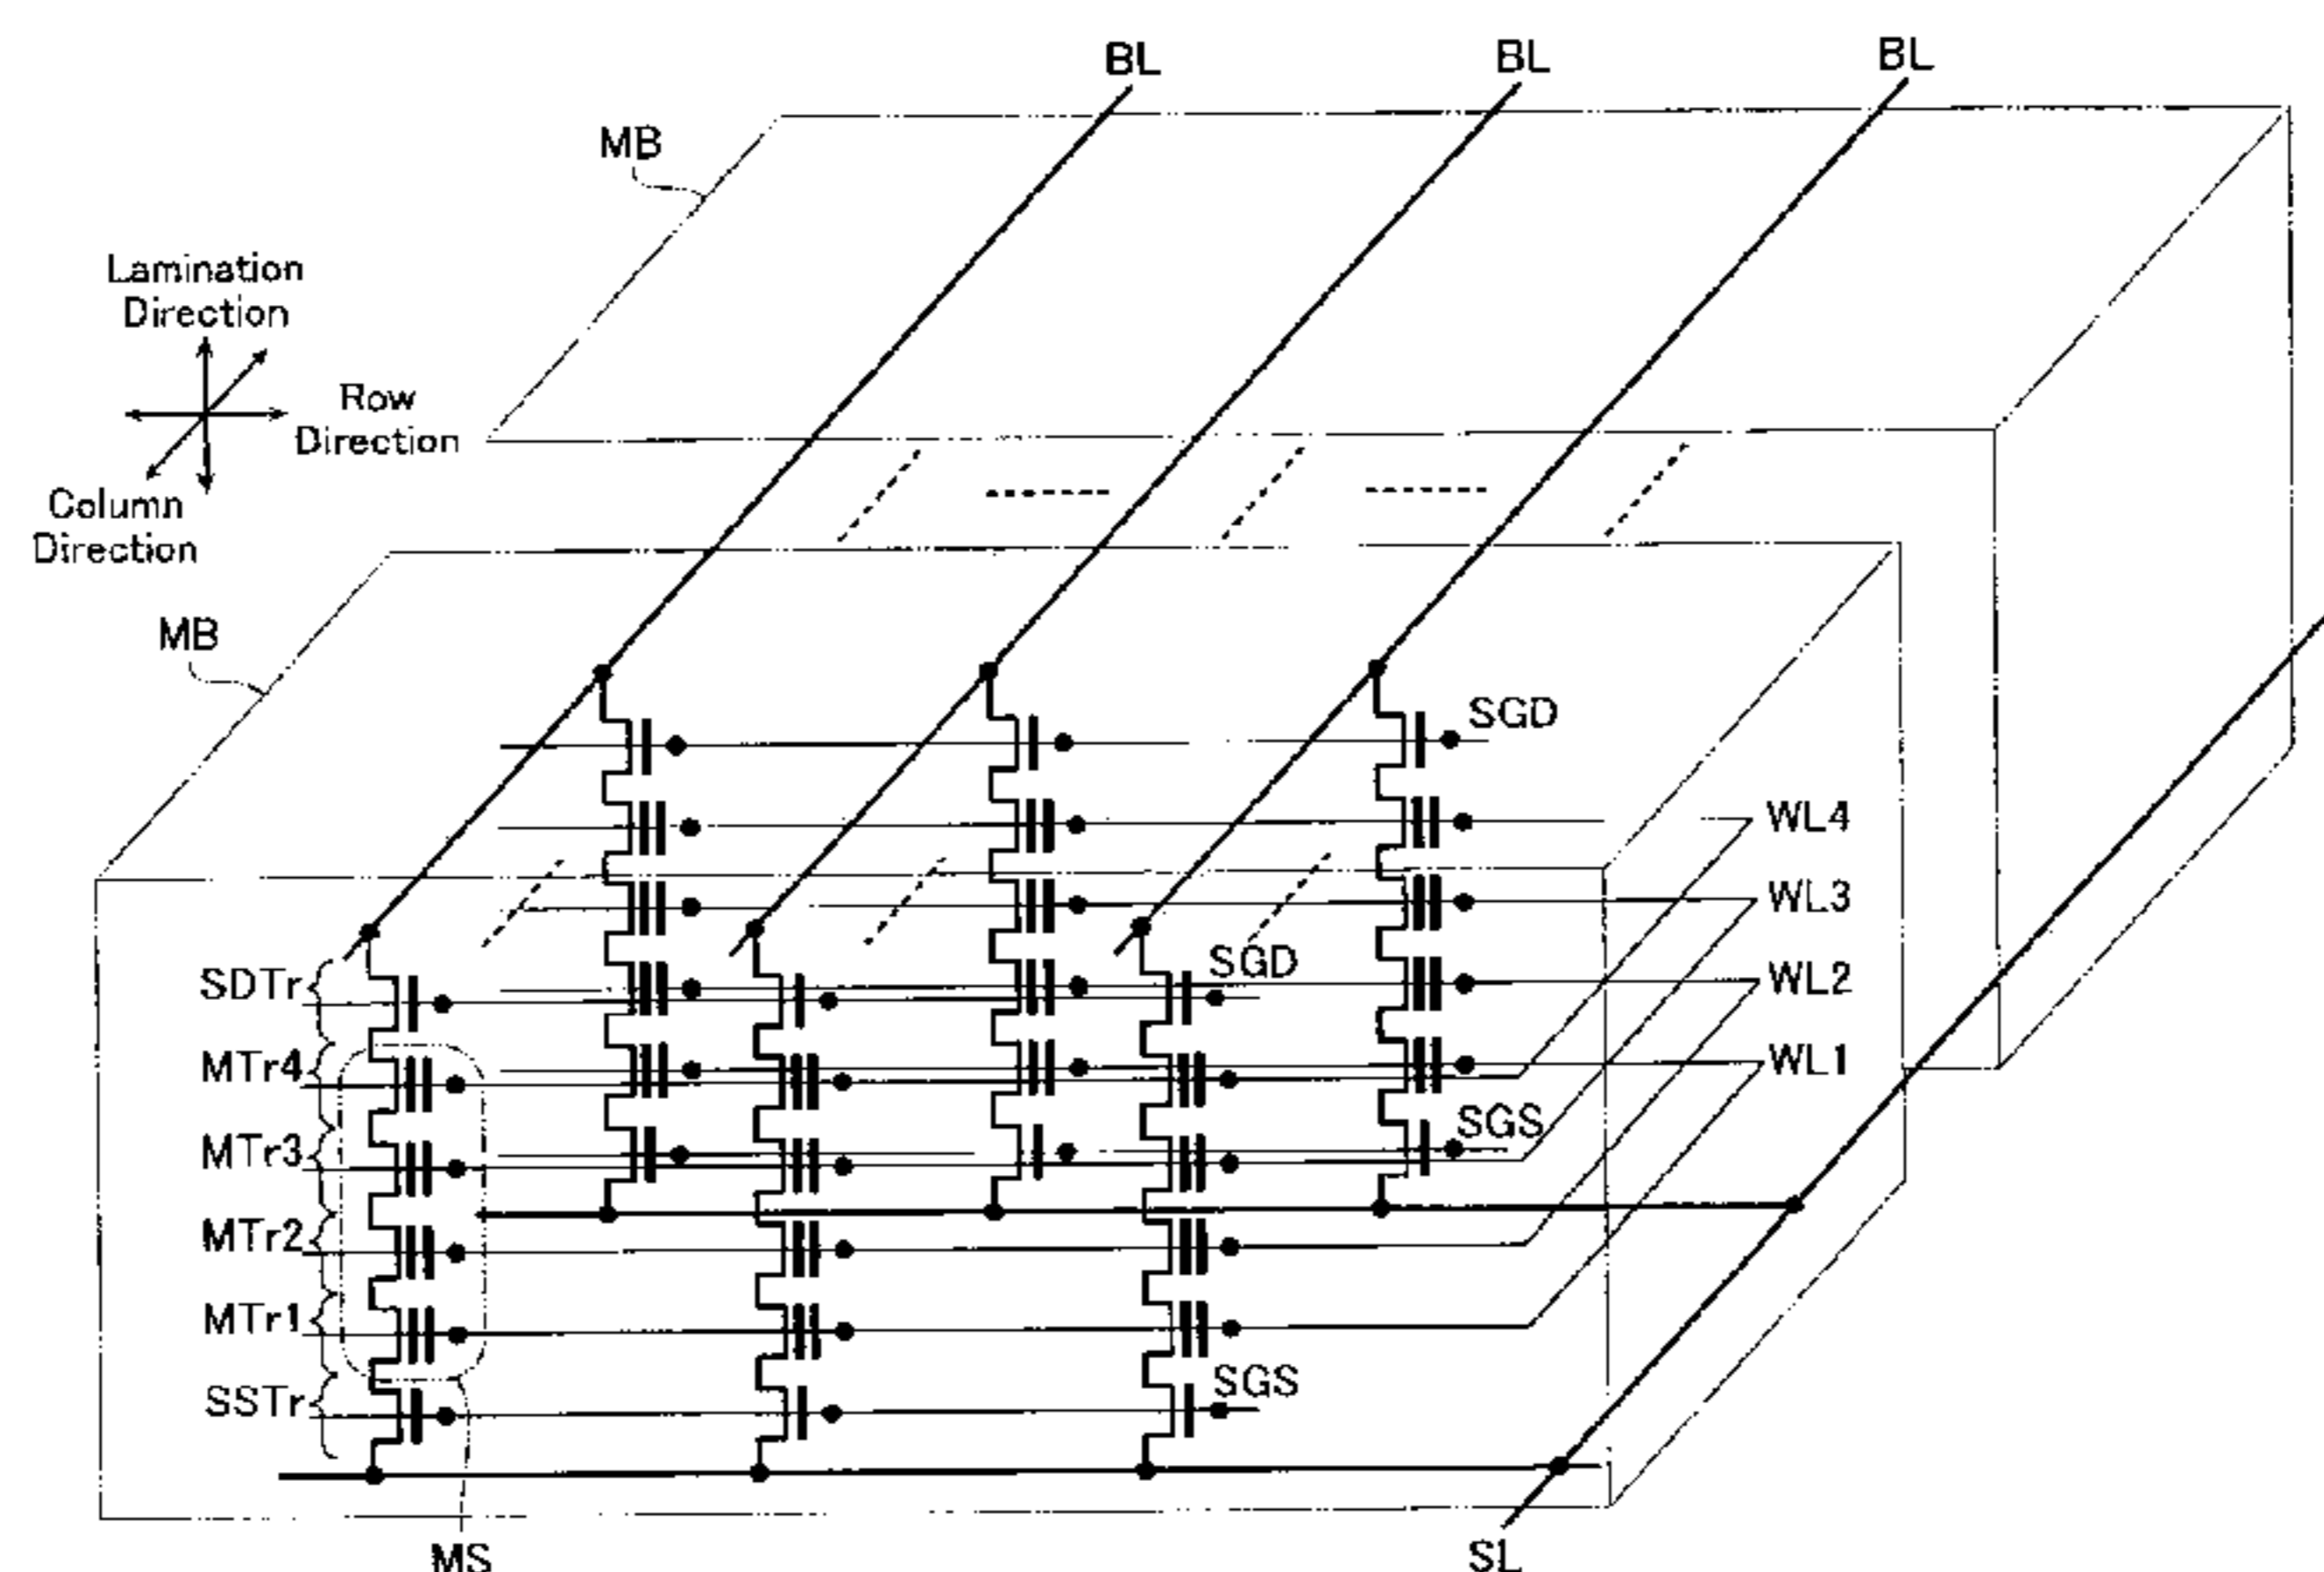 BL
BL
BL
MB
Lamination
Direction
Row
Direction
Column
Direction
MB
SGD
WL4
WL3
SGD
SDTr
WL2
MTr4
WL1
MTr3
SGS
MTr2
MTr1
SGS
SSTr
MS
SL